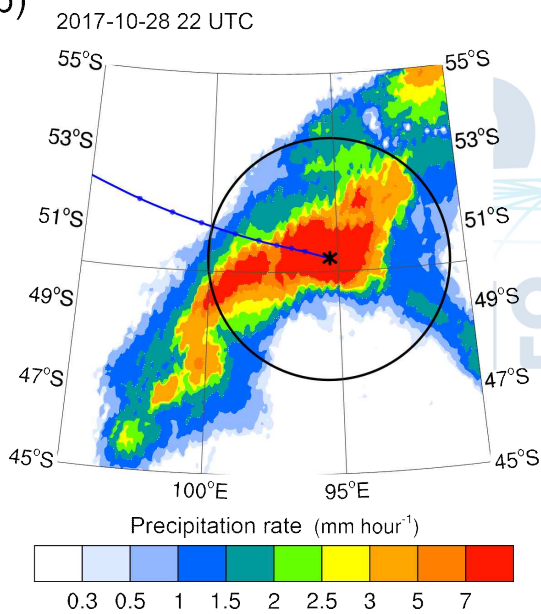 b)
2017-10-28 22 UTC
55°S 55°S
53°S 53°S
51°S 51°S
49°S 49°S
47°S 47°S
45°S 45°S
100°E 95°E
Precipitation rate (mm hour⁻¹)
0.3 0.5 1 1.5 2 2.5 3 5 7